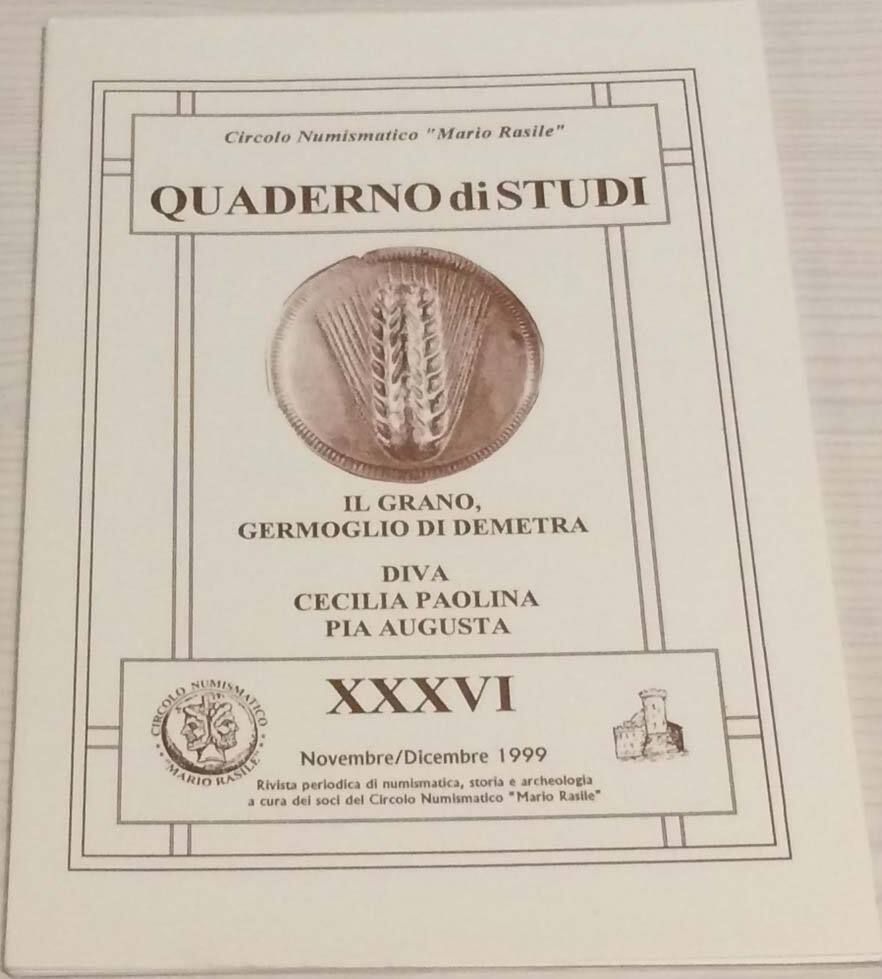 Circolo Numismatico "Mario Rasile"
QUADERNO di STUDI
IL GRANO,
GERMOGLIO DI DEMETRA
DIVA
CECILIA PAOLINA
PIA AUGUSTA
XXXVI
CIRCOLO NUMISMATICO
"MARIO RASILE"
Novembre/Dicembre 1999
Rivista periodica di numismatica, storia e archeologia
a cura dei soci del Circolo Numismatico "Mario Rasile"